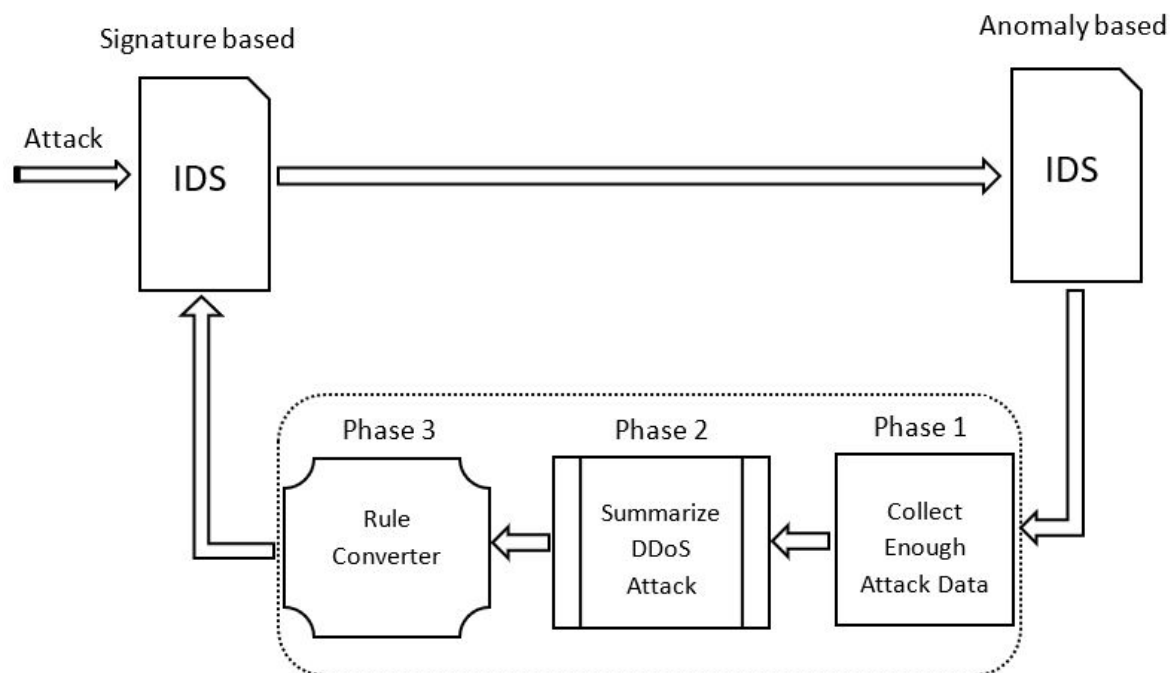 Signature based
Anomaly based
Attack
IDS
IDS
Phase 3
Phase 2
Phase 1
Rule
Converter
Summarize
DDoS
Attack
Collect
Enough
Attack Data